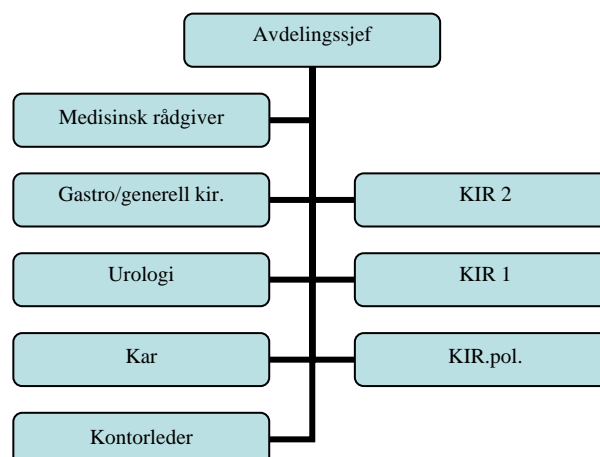 Avdelingssjef
Medisinsk rådgiver
Gastro/generell kir.
KIR 2
Urologi
KIR 1
Kar
KIR.pol.
Kontorleder